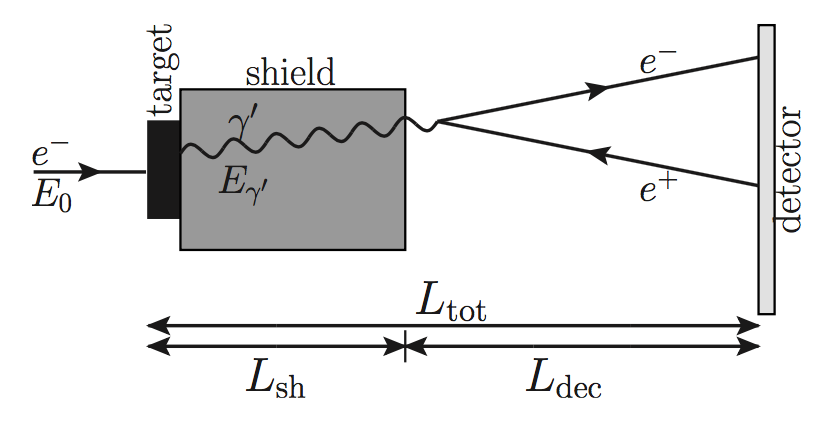 target
shield
e⁻
E₀
γ′
E_γ′
e⁻
e⁺
detector
L_tot
L_sh
L_dec